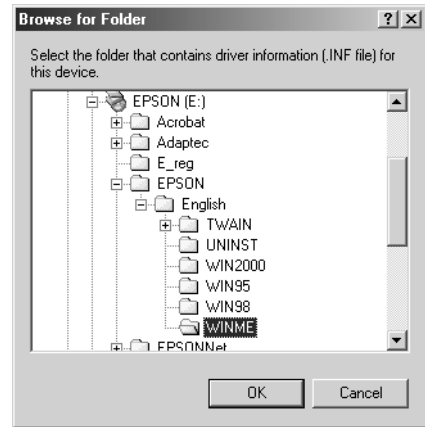 Browse for Folder
Select the folder that contains driver information (.INF file) for
this device.
EPSON (E:)
Acrobat
Adaptec
E_reg
EPSON
English
TWAIN
UNINST
WIN2000
WIN95
WIN98
WINME
EPSONNet
OK Cancel